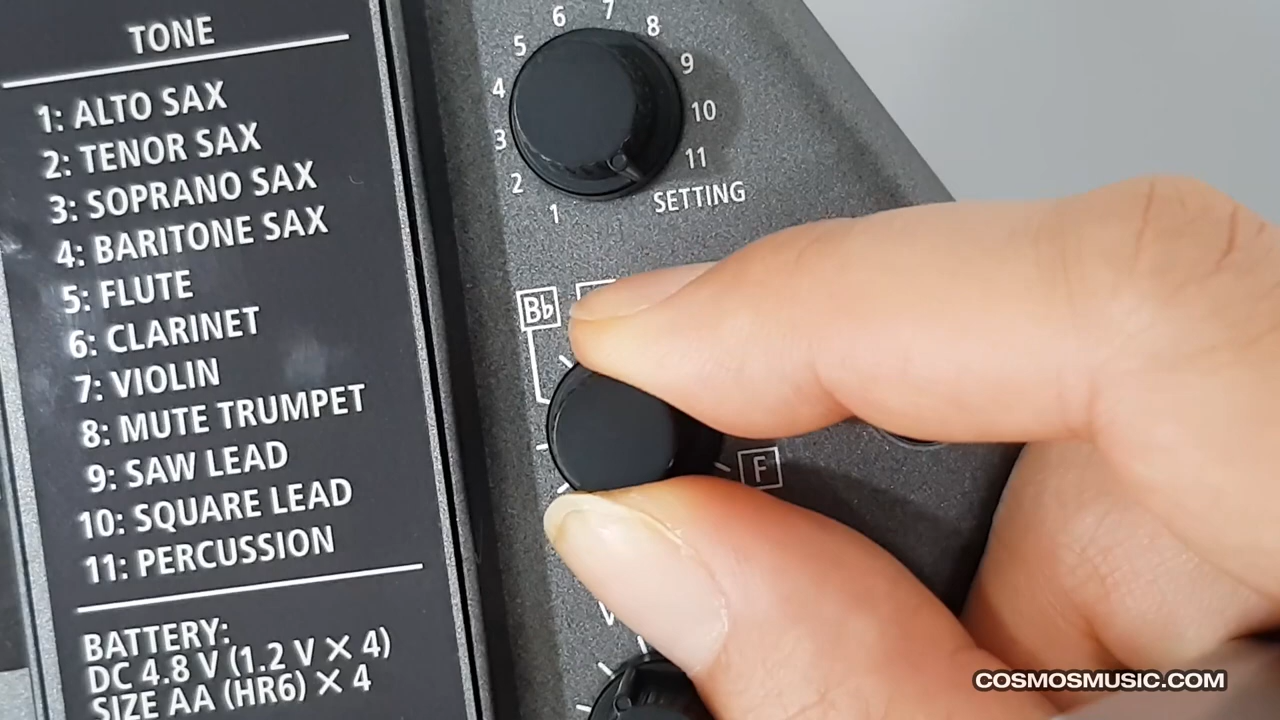 TONE
1: ALTO SAX
2: TENOR SAX
3: SOPRANO SAX
4: BARITONE SAX
5: FLUTE
6: CLARINET
7: VIOLIN
8: MUTE TRUMPET
9: SAW LEAD
10: SQUARE LEAD
11: PERCUSSION
BATTERY:
DC 4.8 V (1.2 V × 4)
SIZE AA (HR6) × 4
1
2
3
4
5
6
7
8
9
10
11
SETTING
B♭
F
COSMOSMUSIC.COM